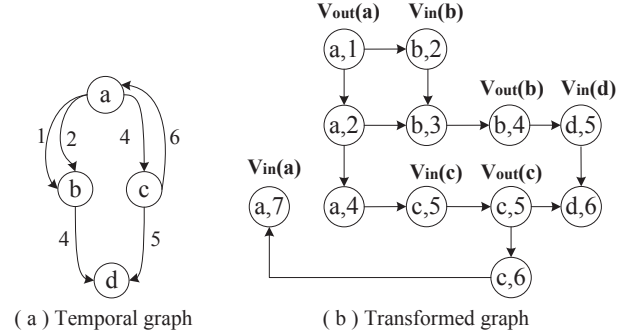 Vout(a) Vin(b)
a,1 b,2
a
Vout(b) Vin(d)
1 2 4 6
a,2 b,3 b,4 d,5
Vin(a) Vin(c) Vout(c)
b c
a,7 a,4 c,5 c,5 d,6
4 5
d
c,6
( a ) Temporal graph ( b ) Transformed graph